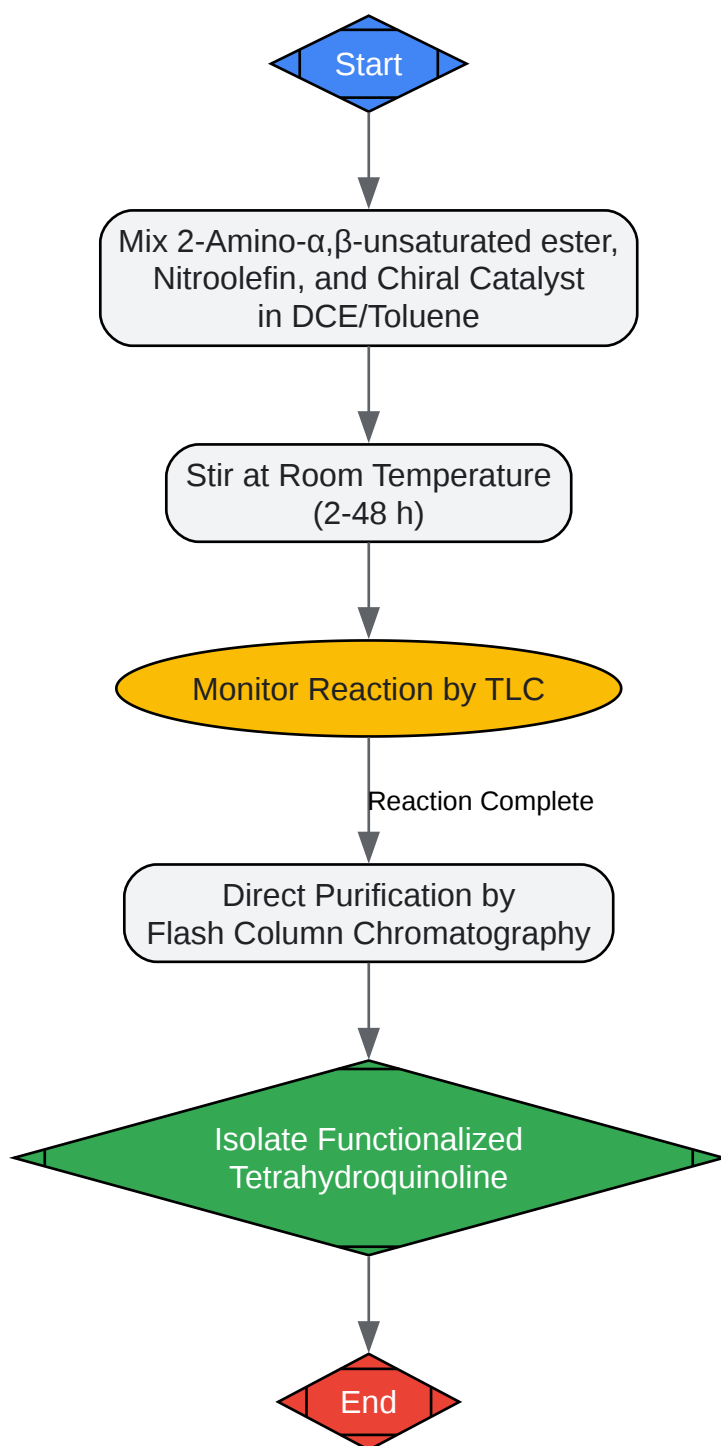 Start
Mix 2-Amino-α,β-unsaturated ester,
Nitroolefin, and Chiral Catalyst
in DCE/Toluene
Stir at Room Temperature
(2-48 h)
Monitor Reaction by TLC
Reaction Complete
Direct Purification by
Flash Column Chromatography
Isolate Functionalized
Tetrahydroquinoline
End